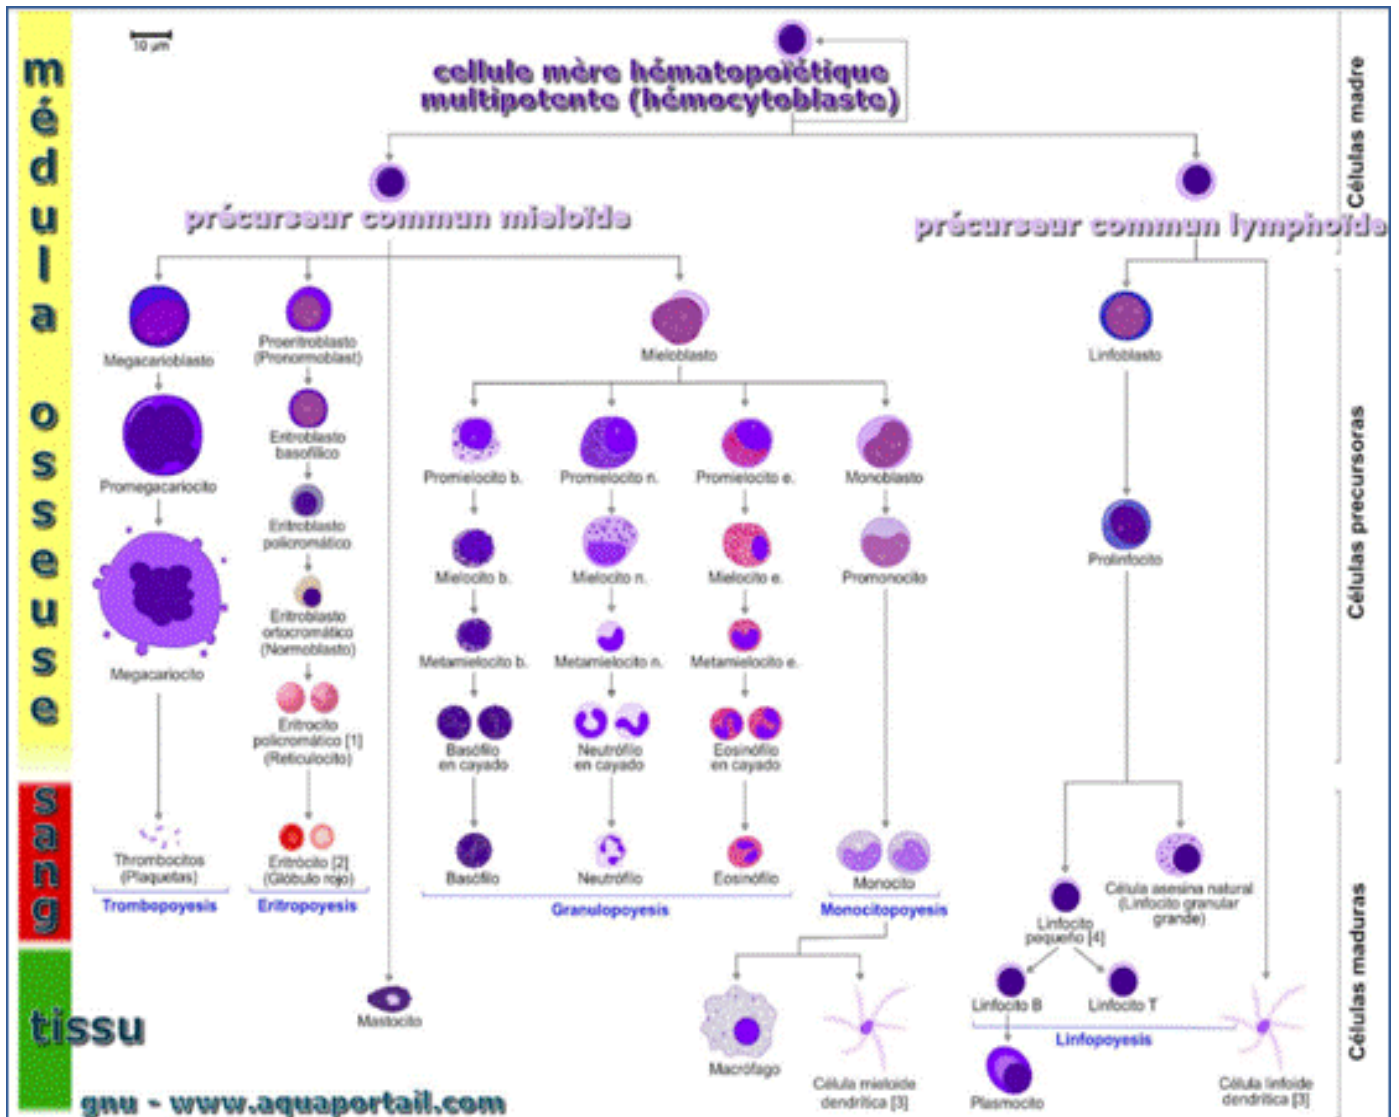 10 µm
cellule mère hématopoïétique
multipotente (hémocytoblaste)
précurseur commun mieloïde
précurseur commun lymphoïde
médula osseuse
sang
tissu
Células madre
Células precursoras
Células maduras
Megacarioblasto
Promegacariocito
Megacariocito
Thrombocitos
(Plaquetas)
Trombopoyesis
Proeritroblasto
(Pronormoblast)
Eritroblasto
basofílico
Eritroblasto
policromático
Eritroblasto
ortocromático
(Normoblasto)
Eritrocito
policromático [1]
(Reticulocito)
Eritrócito [2]
(Glóbulo rojo)
Eritropoyesis
Mastocito
Mieloblasto
Promielocito b.
Promielocito n.
Promielocito e.
Monoblasto
Mielocito b.
Mielocito n.
Mielocito e.
Promonocito
Metamielocito b.
Metamielocito n.
Metamielocito e.
Basófilo
en cayado
Neutrófilo
en cayado
Eosinófilo
en cayado
Basófilo
Neutrófilo
Eosinófilo
Monocito
Granulopoyesis
Monocitopoyesis
Macrófago
Célula mieloide
dendrítica [3]
Linfoblasto
Prolinfocito
Célula asesina natural
(Linfocito granular
grande)
Linfocito
pequeño [4]
Linfocito B
Linfocito T
Linfopoyesis
Plasmocito
Célula linfoide
dendrítica [3]
gnu - www.aquaportail.com